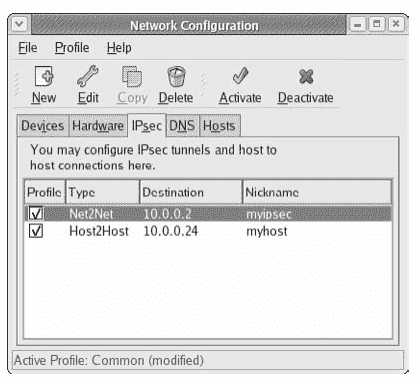 Network Configuration
File Profile Help
New Edit Copy Delete Activate Deactivate
Devices Hardware IPsec DNS Hosts
You may configure IPsec tunnels and host to
host connections here.
Profile Type Destination Nickname
Net2Net 10.0.0.2 myipsec
Host2Host 10.0.0.24 myhost
Active Profile: Common (modified)